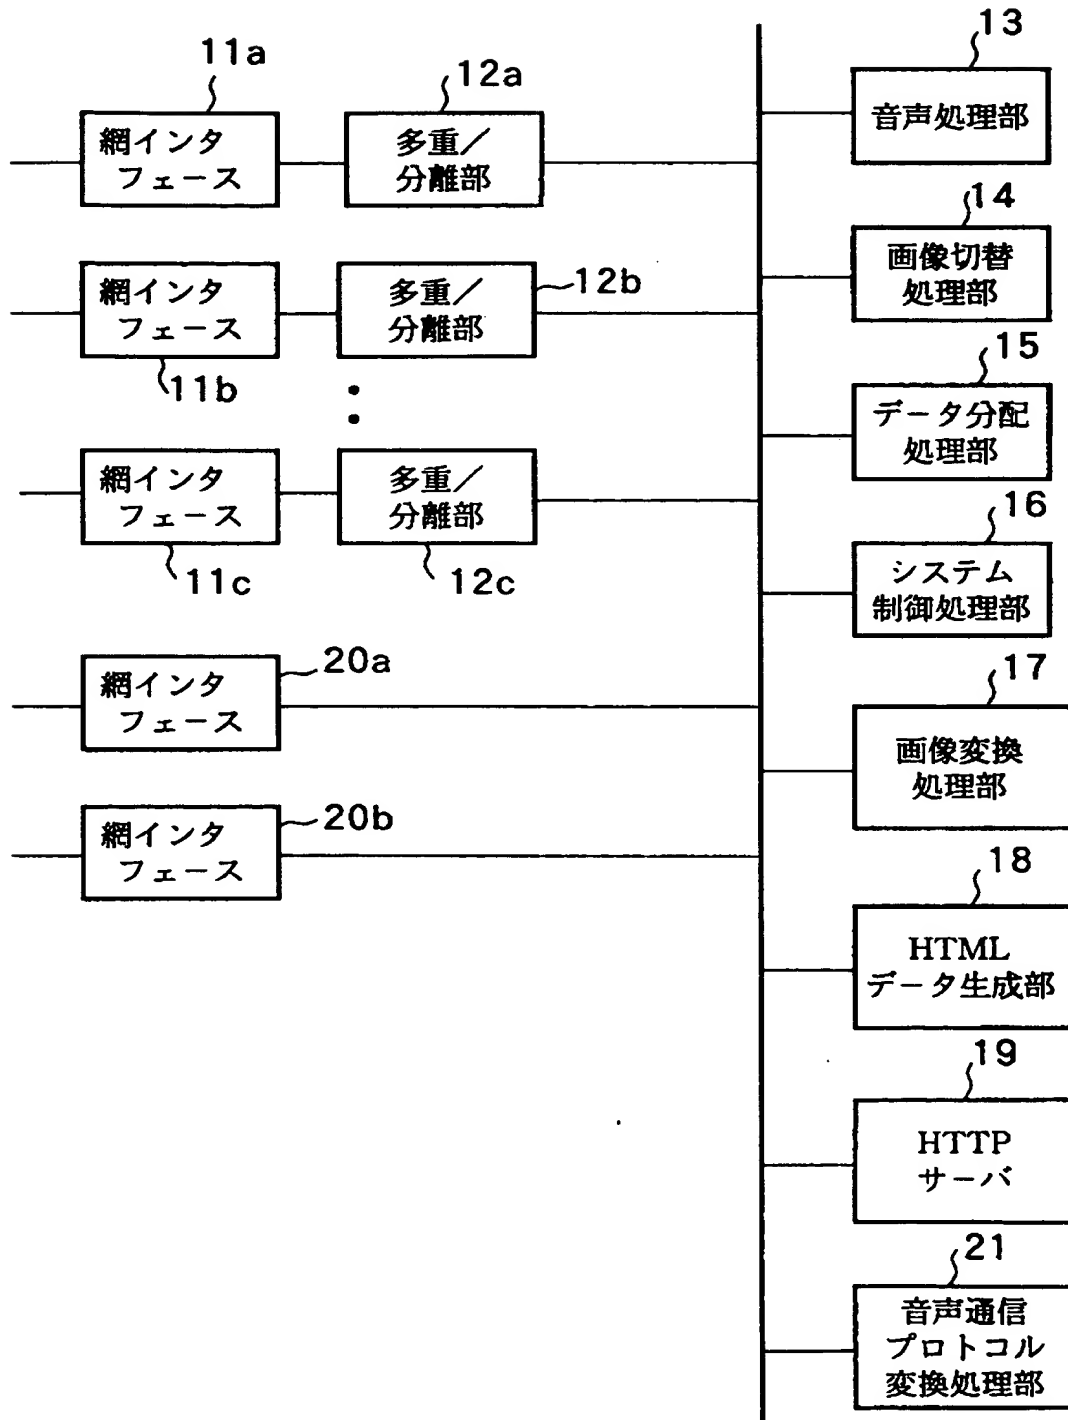 11a
網インタ
フェース
12a
多重／
分離部
網インタ
フェース
11b
多重／
分離部
12b
網インタ
フェース
11c
多重／
分離部
12c
網インタ
フェース
20a
網インタ
フェース
20b
13
音声処理部
14
画像切替
処理部
15
データ分配
処理部
16
システム
制御処理部
17
画像変換
処理部
18
HTML
データ生成部
19
HTTP
サーバ
21
音声通信
プロトコル
変換処理部